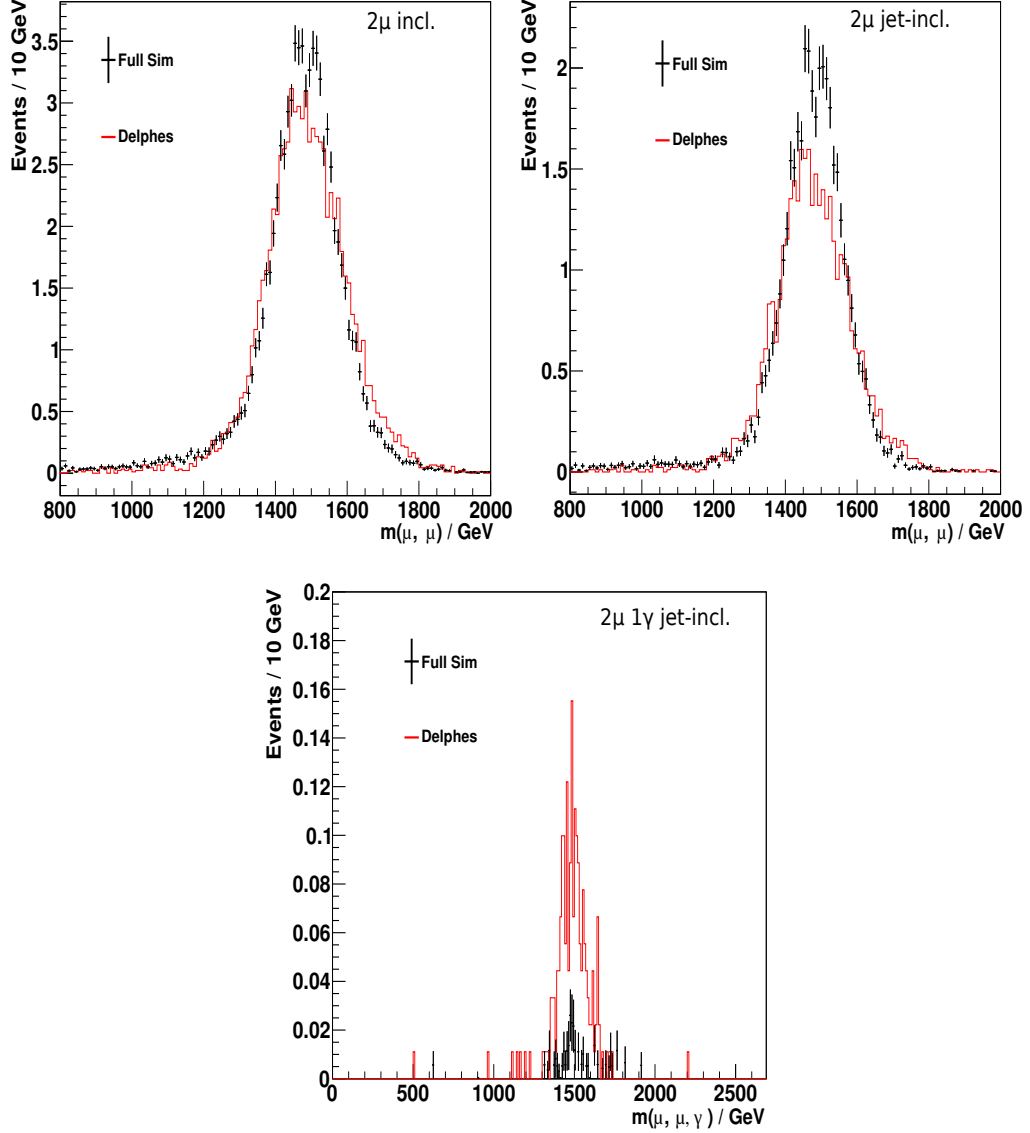 2μ incl.
Events / 10 GeV
Full Sim
Delphes
3.5
3
2.5
2
1.5
1
0.5
0
800 1000 1200 1400 1600 1800 2000
m(μ, μ) / GeV
2μ jet-incl.
Events / 10 GeV
Full Sim
Delphes
2
1.5
1
0.5
0
800 1000 1200 1400 1600 1800 2000
m(μ, μ) / GeV
2μ 1γ jet-incl.
Events / 10 GeV
Full Sim
Delphes
0.2
0.18
0.16
0.14
0.12
0.1
0.08
0.06
0.04
0.02
0
0 500 1000 1500 2000 2500
m(μ, μ, γ) / GeV